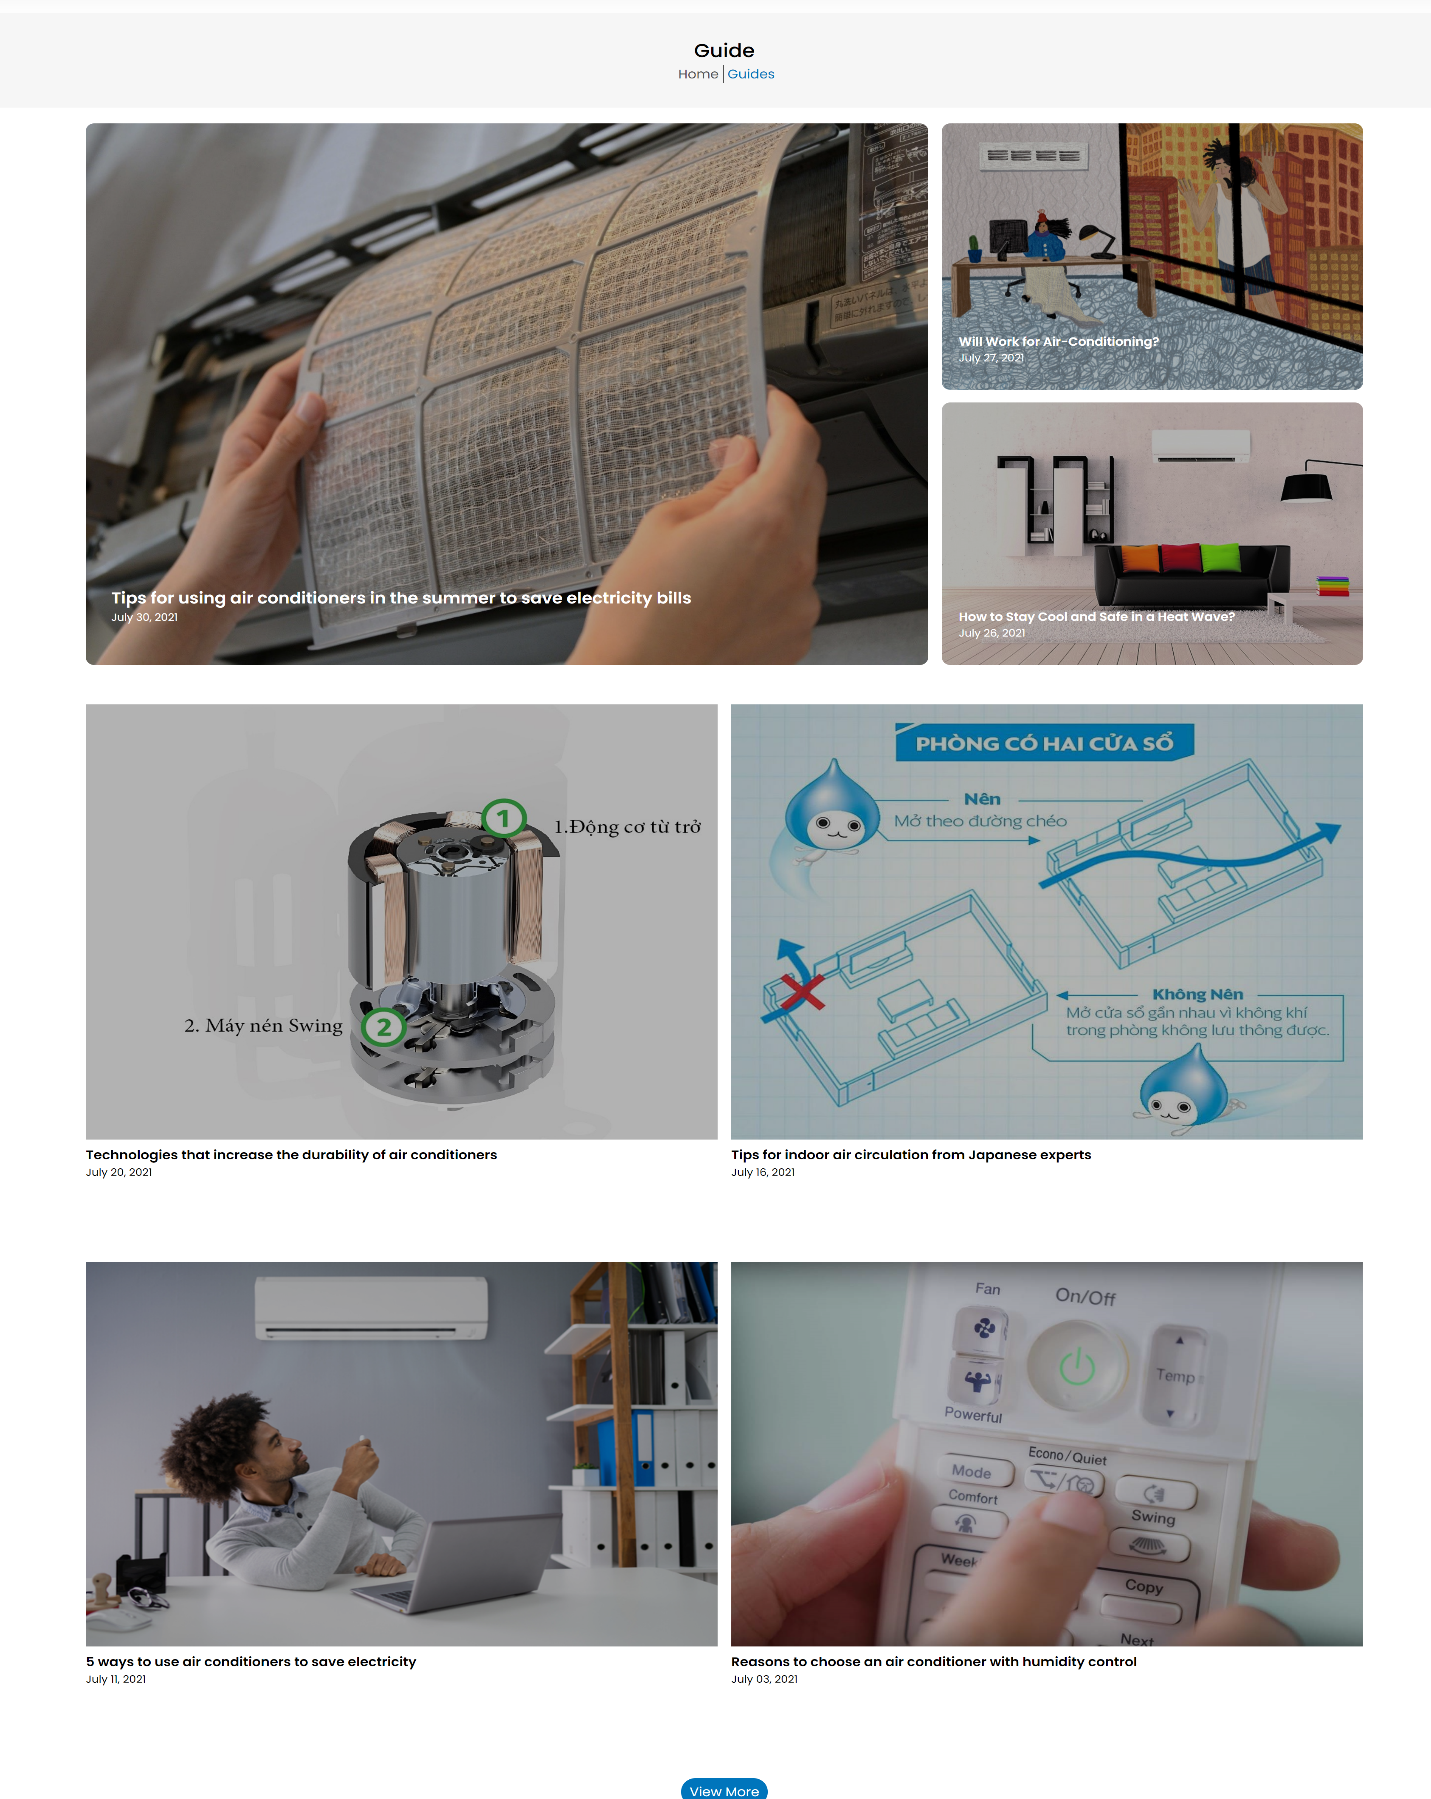 Guide
Home | Guides
Tips for using air conditioners in the summer to save electricity bills
July 30, 2021
Will Work for Air-Conditioning?
July 27, 2021
How to Stay Cool and Safe in a Heat Wave?
July 26, 2021
1
1.Động cơ từ trở
2. Máy nén Swing
2
Technologies that increase the durability of air conditioners
July 20, 2021
PHÒNG CÓ HAI CỬA SỔ
Nên
Mở theo đường chéo
Không Nên
Mở cửa sổ gần nhau vì không khí
trong phòng không lưu thông được.
Tips for indoor air circulation from Japanese experts
July 16, 2021
5 ways to use air conditioners to save electricity
July 11, 2021
Fan
On/Off
Temp
Powerful
Econo/Quiet
Mode
Comfort
Swing
Week
Copy
Next
Reasons to choose an air conditioner with humidity control
July 03, 2021
View More